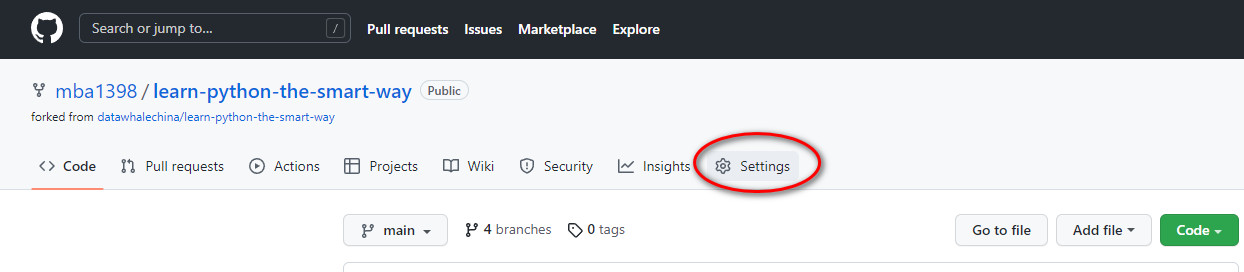 Search or jump to... / Pull requests Issues Marketplace Explore
mba1398 / learn-python-the-smart-way Public
forked from datawhalechina/learn-python-the-smart-way
Code Pull requests Actions Projects Wiki Security Insights Settings
main 4 branches 0 tags Go to file Add file Code